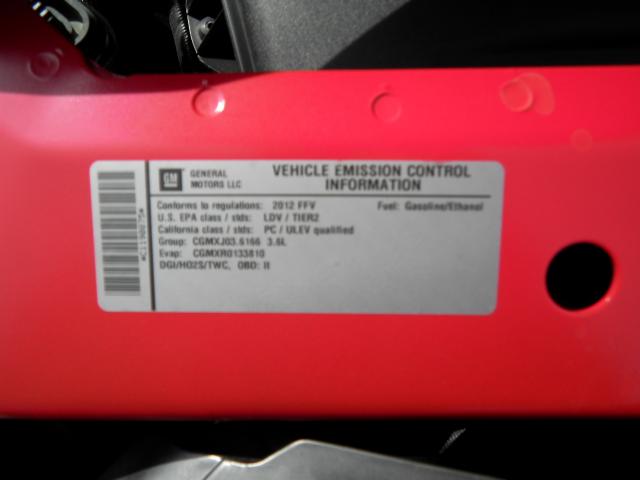 GM
GENERAL MOTORS LLC
VEHICLE EMISSION CONTROL INFORMATION
Conforms to regulations: 2012 FFV Fuel: Gasoline/Ethanol
U.S. EPA class / stds: LDV / TIER2
California class / stds: PC / ULEV qualified
Group: CGMXJ03.6166 3.6L
Evap: CGMXR0133810
DGI/HO2S/TWC, OBD: II